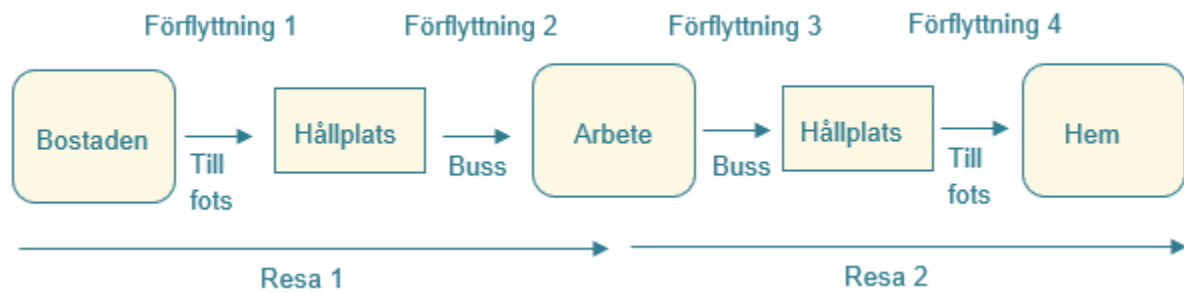 Förflyttning 1
Förflyttning 2
Förflyttning 3
Förflyttning 4
Bostaden
Till
fots
Hållplats
Buss
Arbete
Buss
Hållplats
Till
fots
Hem
Resa 1
Resa 2